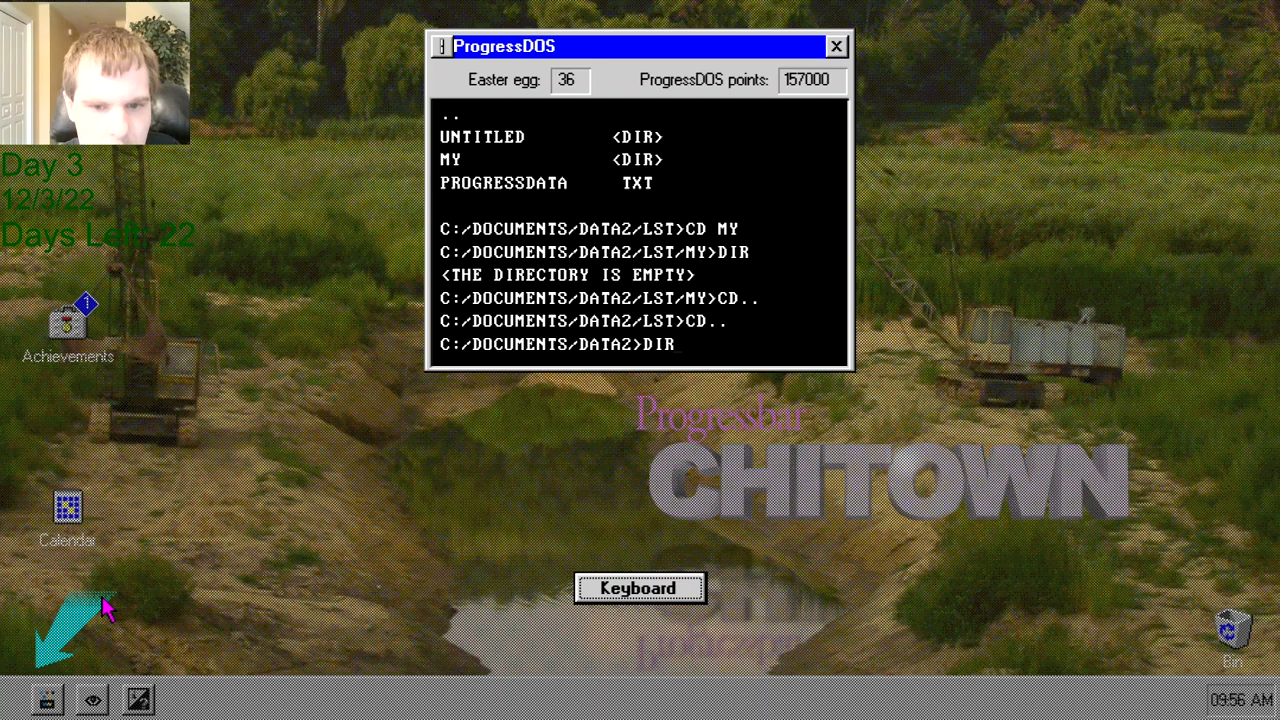 ProgressDOS
Easter egg: 36 ProgressDOS points: 157000
..
UNTITLED <DIR>
MY <DIR>
PROGRESSDATA TXT
C:/DOCUMENTS/DATA2/LST>CD MY
C:/DOCUMENTS/DATA2/LST/MY>DIR
<THE DIRECTORY IS EMPTY>
C:/DOCUMENTS/DATA2/LST/MY>CD..
C:/DOCUMENTS/DATA2/LST>CD..
C:/DOCUMENTS/DATA2>DIR
Day 3
12/3/22
Days Left: 22
1
Achievements
Progressbar
CHITOWN
Calendar
Keyboard
Bin
09:56 AM